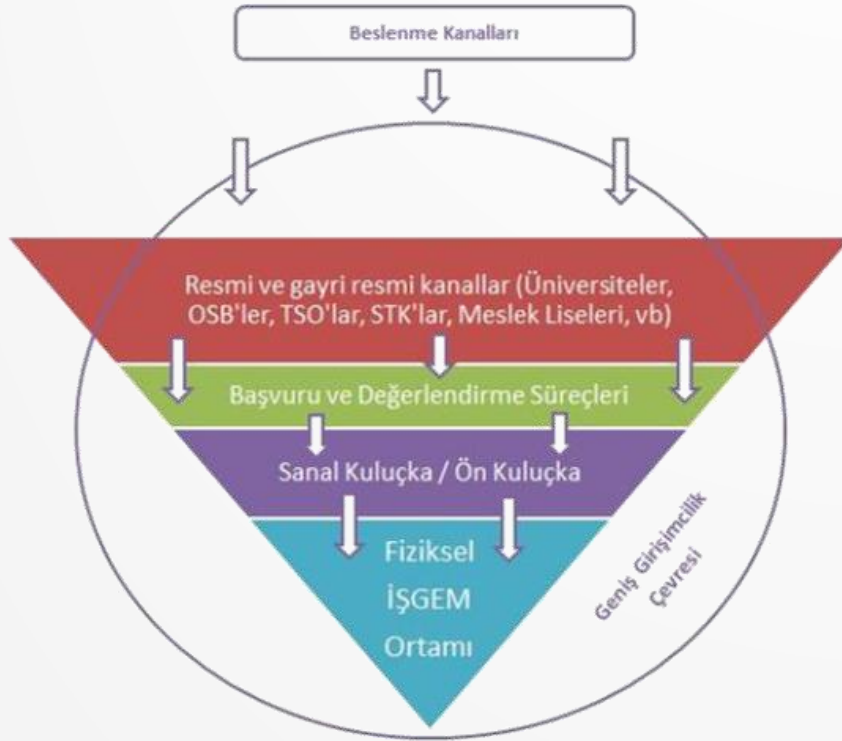 Beslenme Kanalları
Resmi ve gayri resmi kanallar (Üniversiteler,
OSB'ler, TSO'lar, STK'lar, Meslek Liseleri, vb)
Başvuru ve Değerlendirme Süreçleri
Sanal Kuluçka / Ön Kuluçka
Fiziksel
İŞGEM
Ortamı
Geniş Girişimcilik
Çevresi